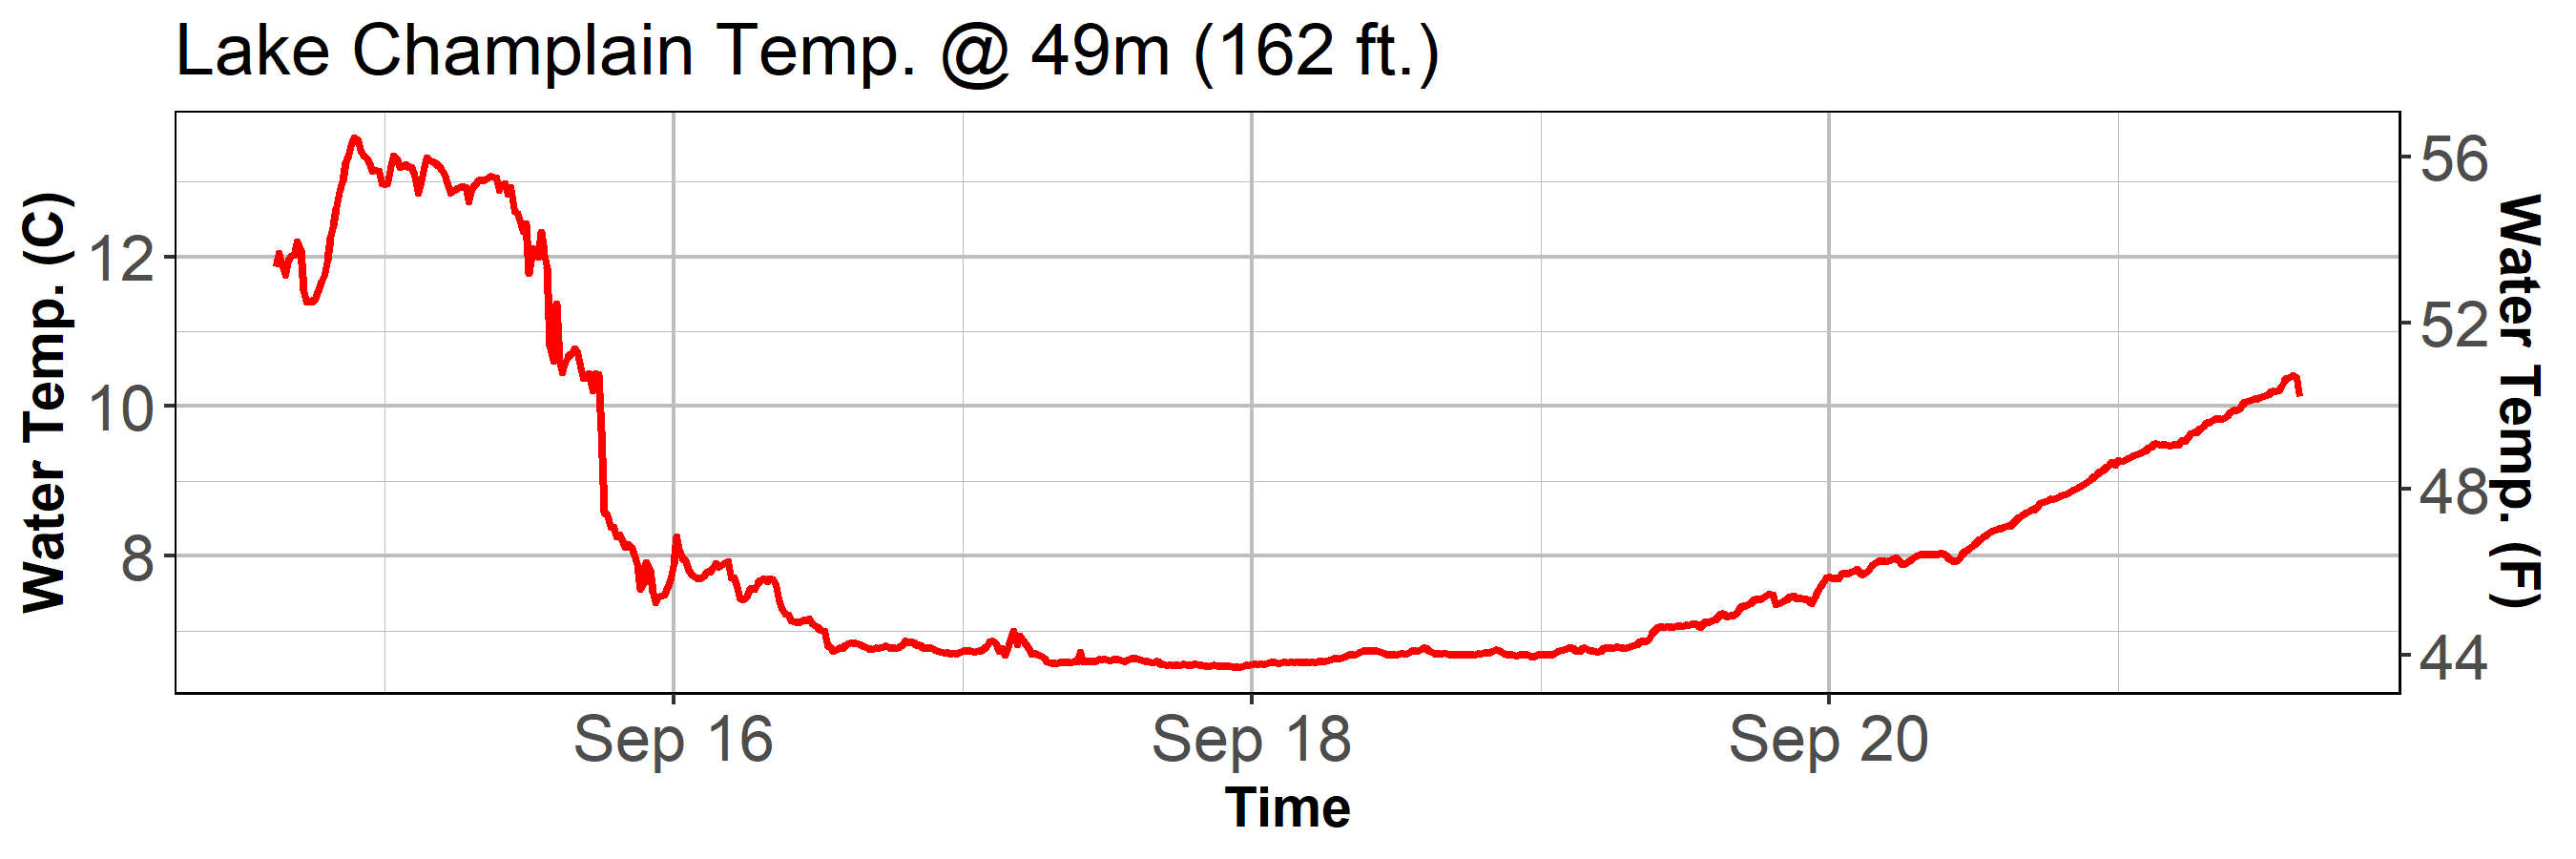 Lake Champlain Temp. @ 49m (162 ft.)
Water Temp. (C)
12
10
8
56
52
48
44
Water Temp. (F)
Sep 16
Sep 18
Sep 20
Time